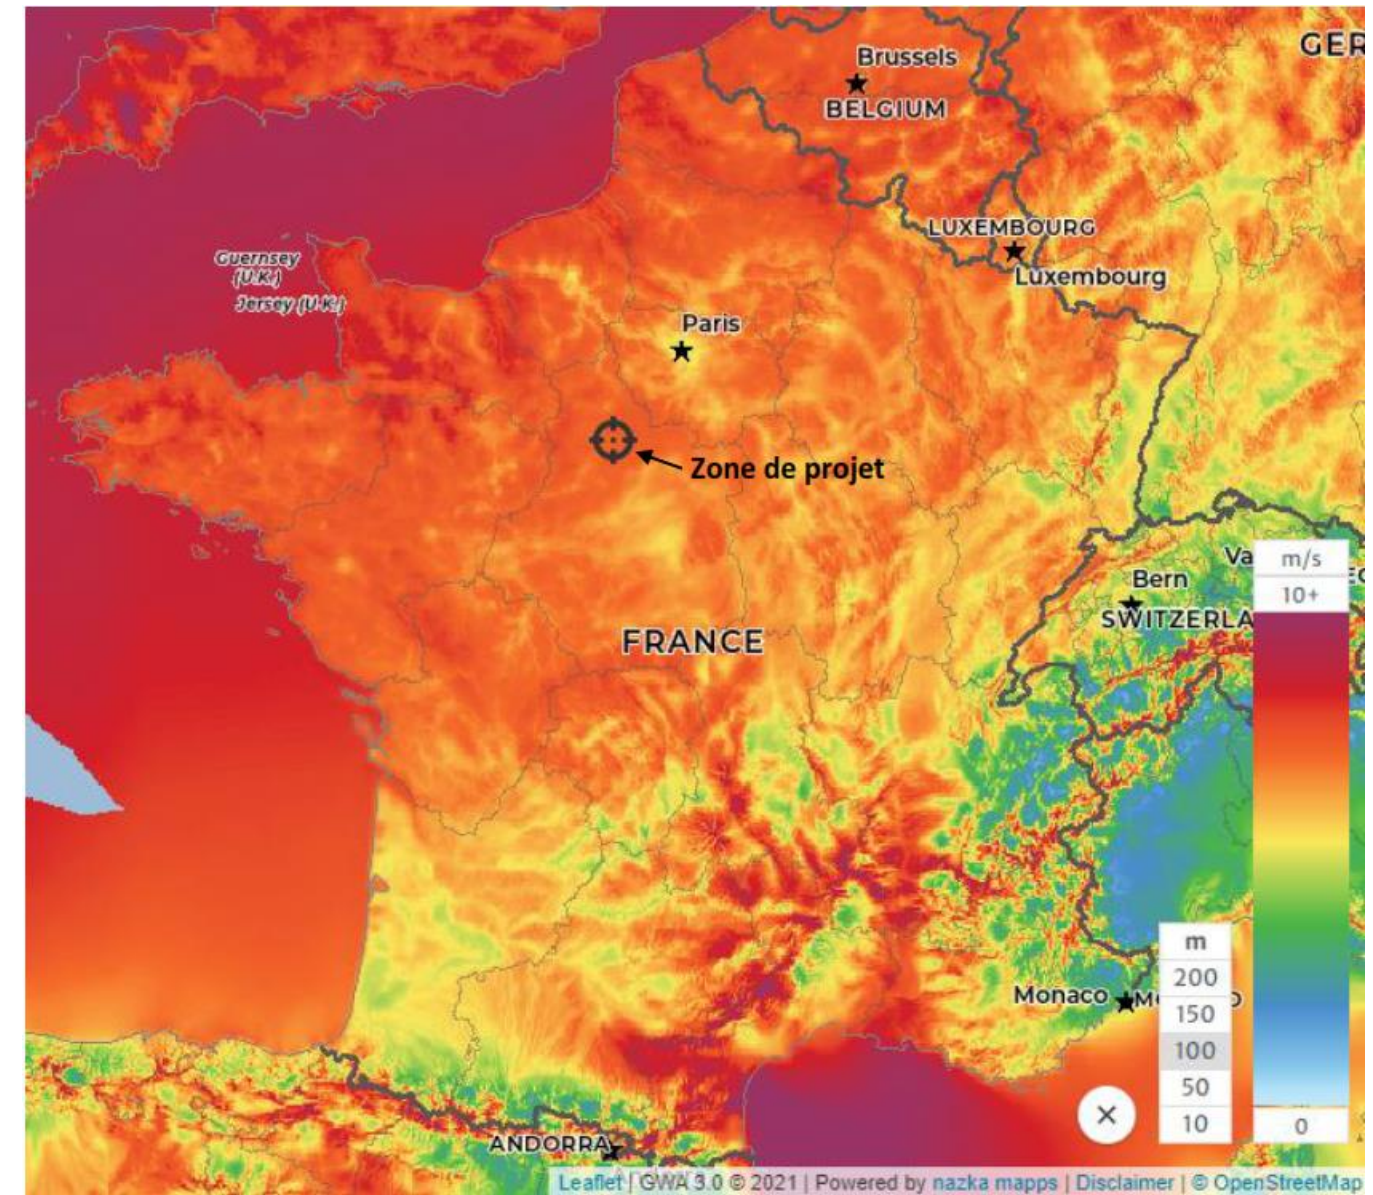 GER
Brussels
BELGIUM
LUXEMBOURG
Luxembourg
Guernsey
(U.K.)
Jersey (U.K.)
Paris
Zone de projet
Va
m/s
10+
Bern
SWITZERLA
FRANCE
m
200
150
100
50
10
Monaco
0
ANDORRA
Leaflet | GWA 3.0 © 2021 | Powered by nazka mapps | Disclaimer | © OpenStreetMap